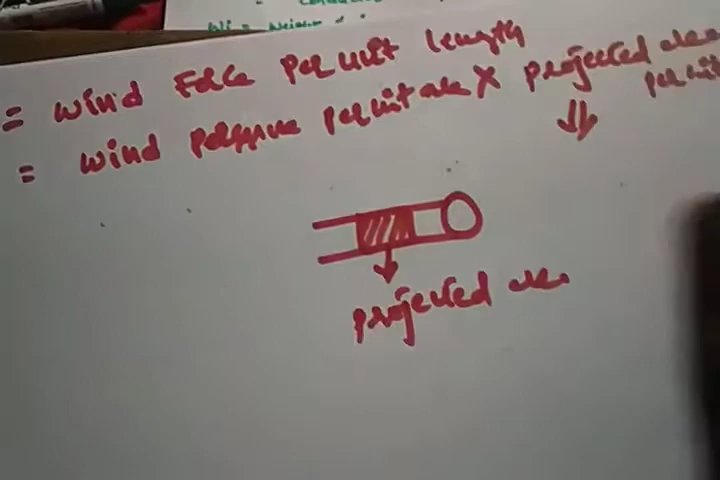 = wind Force per unit length
= wind pressure per unit area X projected area
per unit
projected area